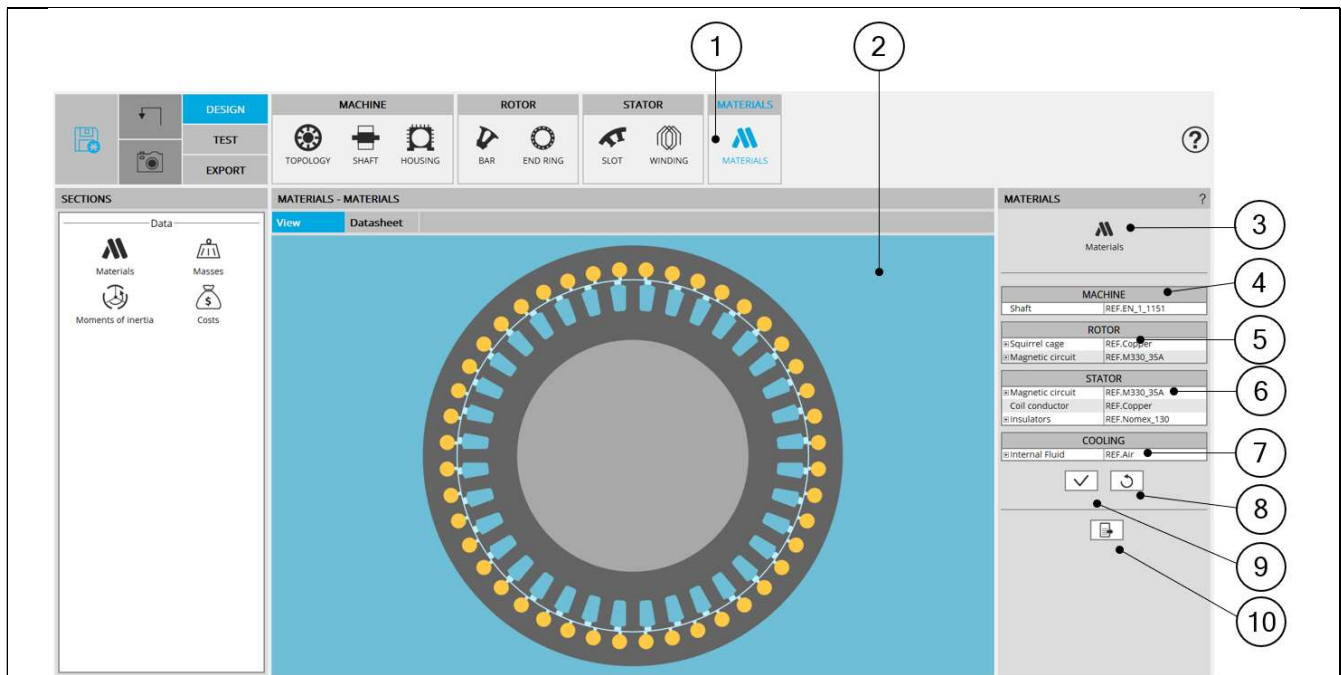 1
2
DESIGN
TEST
EXPORT
MACHINE
ROTOR
STATOR
MATERIALS
TOPOLOGY
SHAFT
HOUSING
BAR
END RING
SLOT
WINDING
MATERIALS
?
SECTIONS
Data
Materials
Masses
Moments of inertia
$
Costs
MATERIALS - MATERIALS
View
Datasheet
MATERIALS
?
Materials
MACHINE
Shaft REF.EN_1_1151
ROTOR
Squirrel cage REF.Copper
Magnetic circuit REF.M330_35A
STATOR
Magnetic circuit REF.M330_35A
Coil conductor REF.Copper
Insulators REF.Nomex_130
COOLING
Internal Fluid REF.Air
3
4
5
6
7
8
9
10